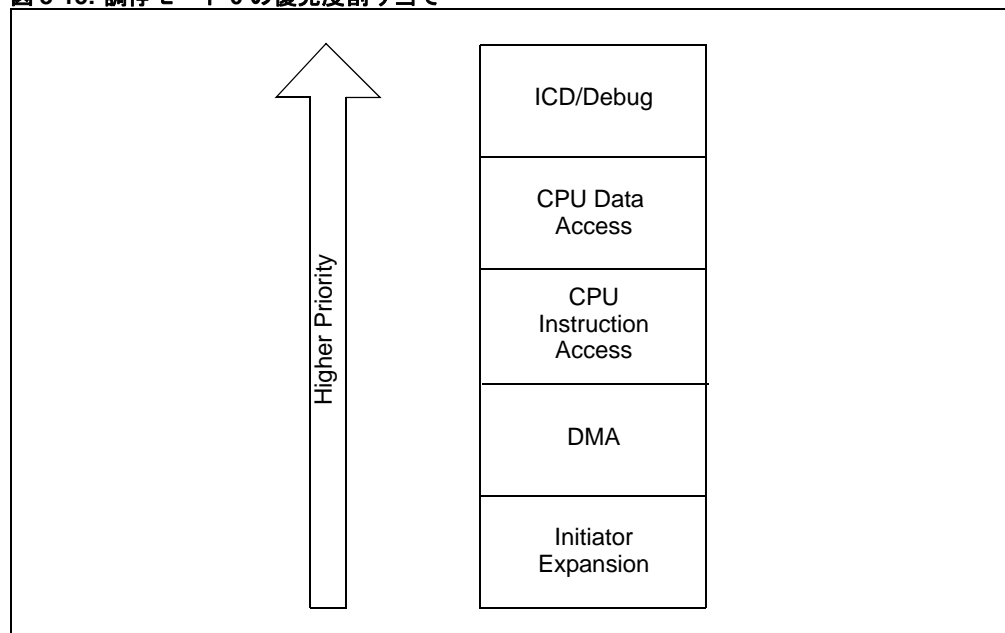 Higher Priority
ICD/Debug
CPU Data
Access
CPU
Instruction
Access
DMA
Initiator
Expansion